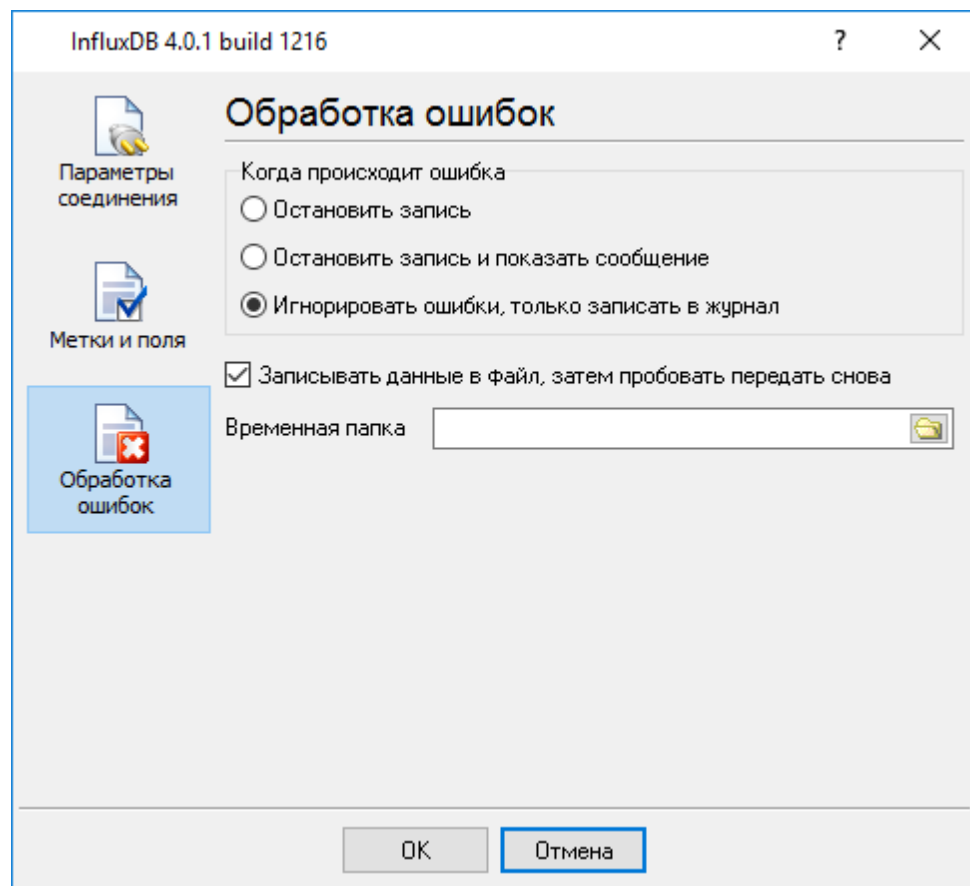 InfluxDB 4.0.1 build 1216
?
Параметры
соединения
Метки и поля
Обработка
ошибок
Обработка ошибок
Когда происходит ошибка
Остановить запись
Остановить запись и показать сообщение
Игнорировать ошибки, только записать в журнал
Записывать данные в файл, затем пробовать передать снова
Временная папка
OK
Отмена